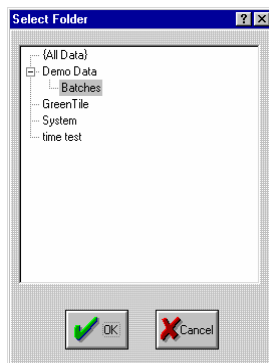 Select Folder
{All Data}
Demo Data
Batches
GreenTile
System
time test
OK
Cancel